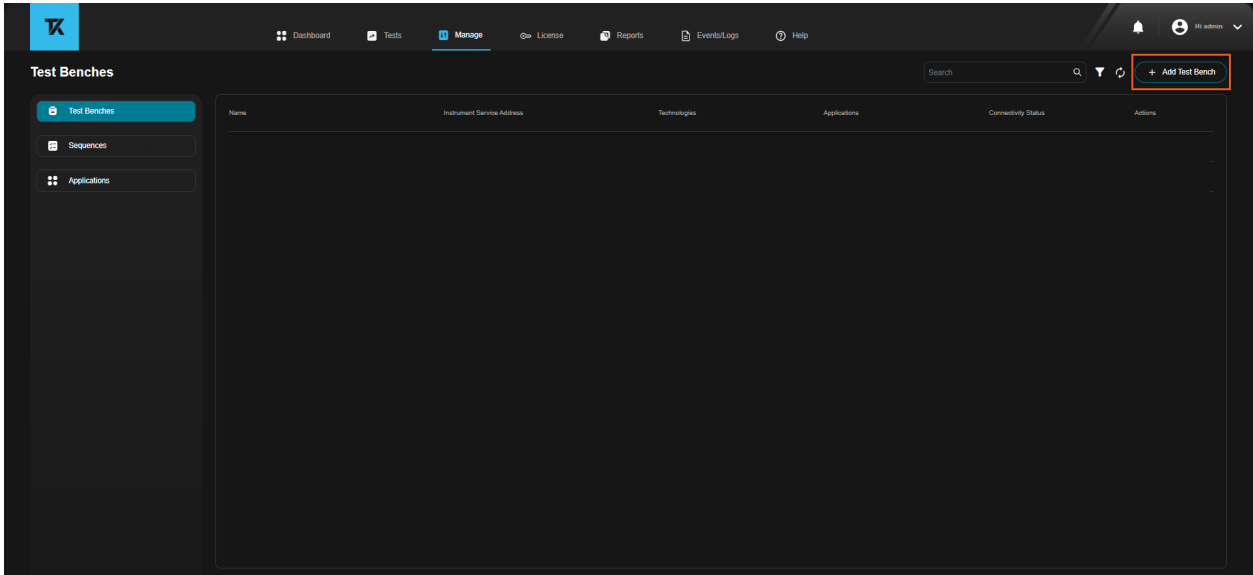 TK
Dashboard Tests Manage License Reports Events/Logs Help
Hi admin
Test Benches
Search
+ Add Test Bench
Test Benches
Sequences
Applications
Name Instrument Service Address Technologies Applications Connectivity Status Actions